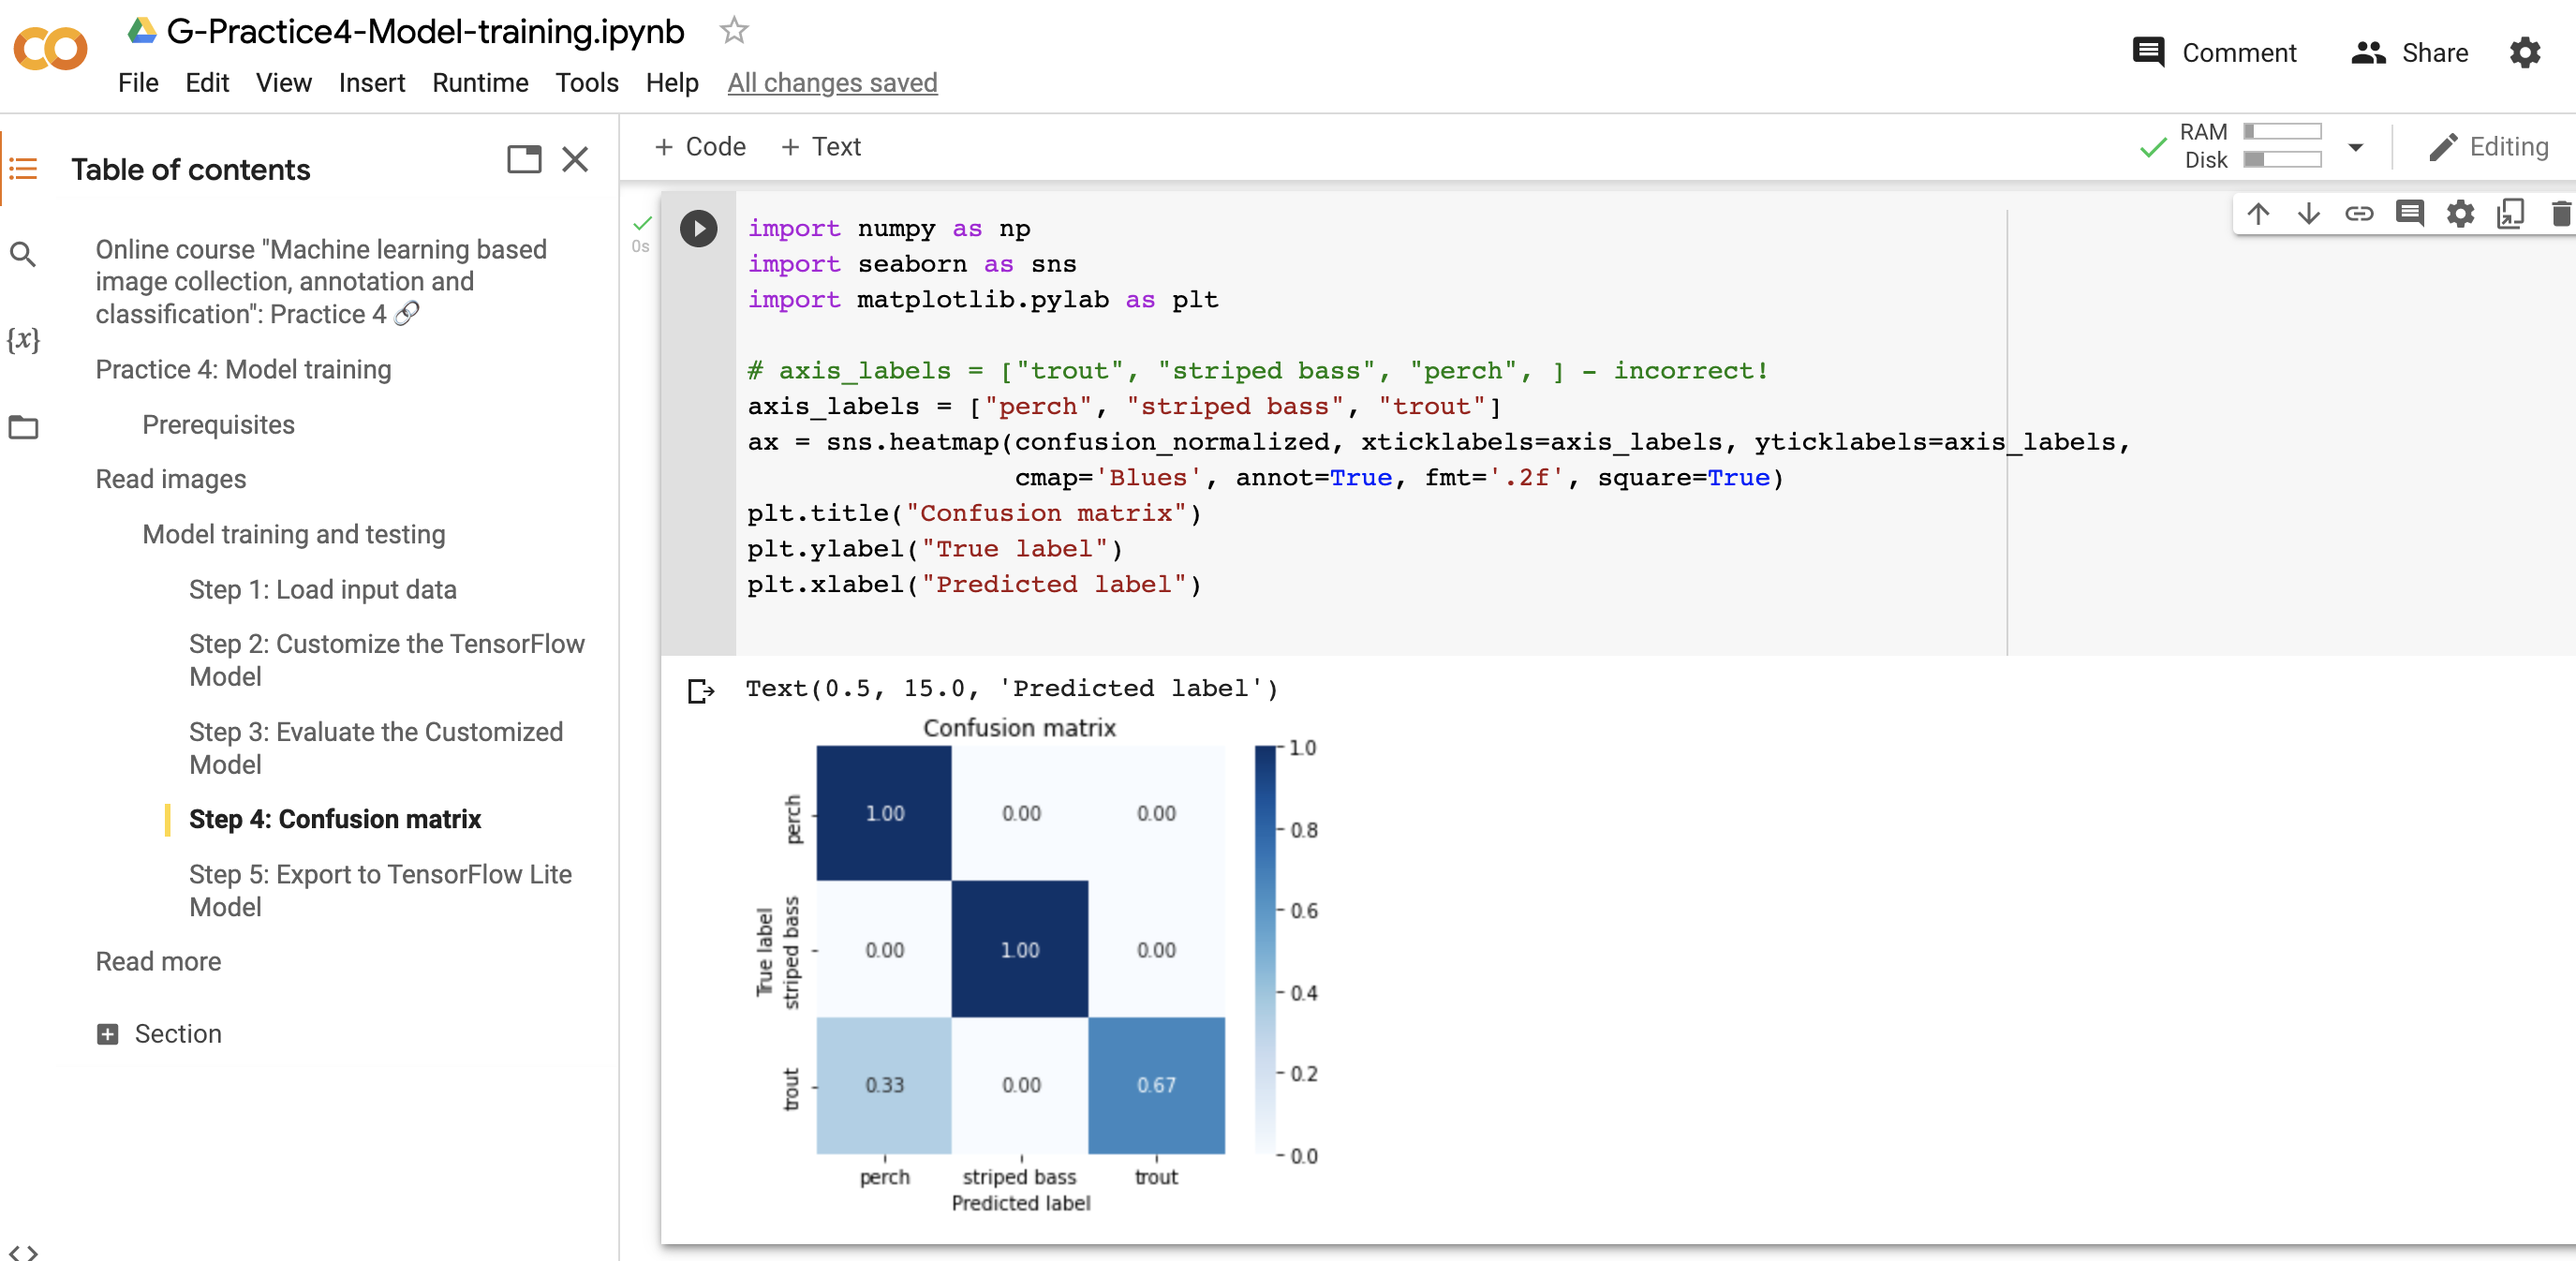 G-Practice4-Model-training.ipynb
File Edit View Insert Runtime Tools Help All changes saved
Comment Share
Table of contents
Online course "Machine learning based
image collection, annotation and
classification": Practice 4
Practice 4: Model training
Prerequisites
Read images
Model training and testing
Step 1: Load input data
Step 2: Customize the TensorFlow
Model
Step 3: Evaluate the Customized
Model
Step 4: Confusion matrix
Step 5: Export to TensorFlow Lite
Model
Read more
Section
{x}
<>
+ Code + Text
RAM
Disk
Editing
0s
import numpy as np
import seaborn as sns
import matplotlib.pylab as plt
# axis_labels = ["trout", "striped bass", "perch", ] - incorrect!
axis_labels = ["perch", "striped bass", "trout"]
ax = sns.heatmap(confusion_normalized, xticklabels=axis_labels, yticklabels=axis_labels,
cmap='Blues', annot=True, fmt='.2f', square=True)
plt.title("Confusion matrix")
plt.ylabel("True label")
plt.xlabel("Predicted label")
Text(0.5, 15.0, 'Predicted label')
Confusion matrix
True label
perch
1.00 0.00 0.00
striped bass
0.00 1.00 0.00
trout
0.33 0.00 0.67
perch striped bass trout
Predicted label
1.0
0.8
0.6
0.4
0.2
0.0